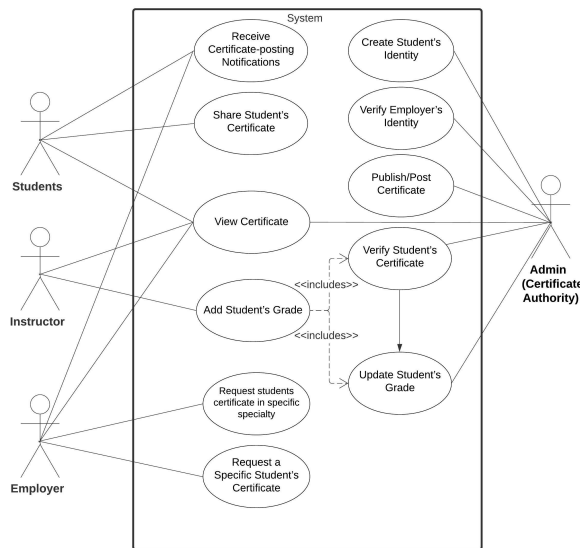 System
Receive
Certificate-posting
Notifications
Create Student's
Identity
Share Student's
Certificate
Verify Employer's
Identity
Students
Publish/Post
Certificate
View Certificate
Verify Student's
Certificate
Admin
(Certificate
Authority)
<<includes>>
Instructor
Add Student's Grade
<<includes>>
Update Student's
Grade
Request students
certificate in specific
specialty
Employer
Request a
Specific Student's
Certificate